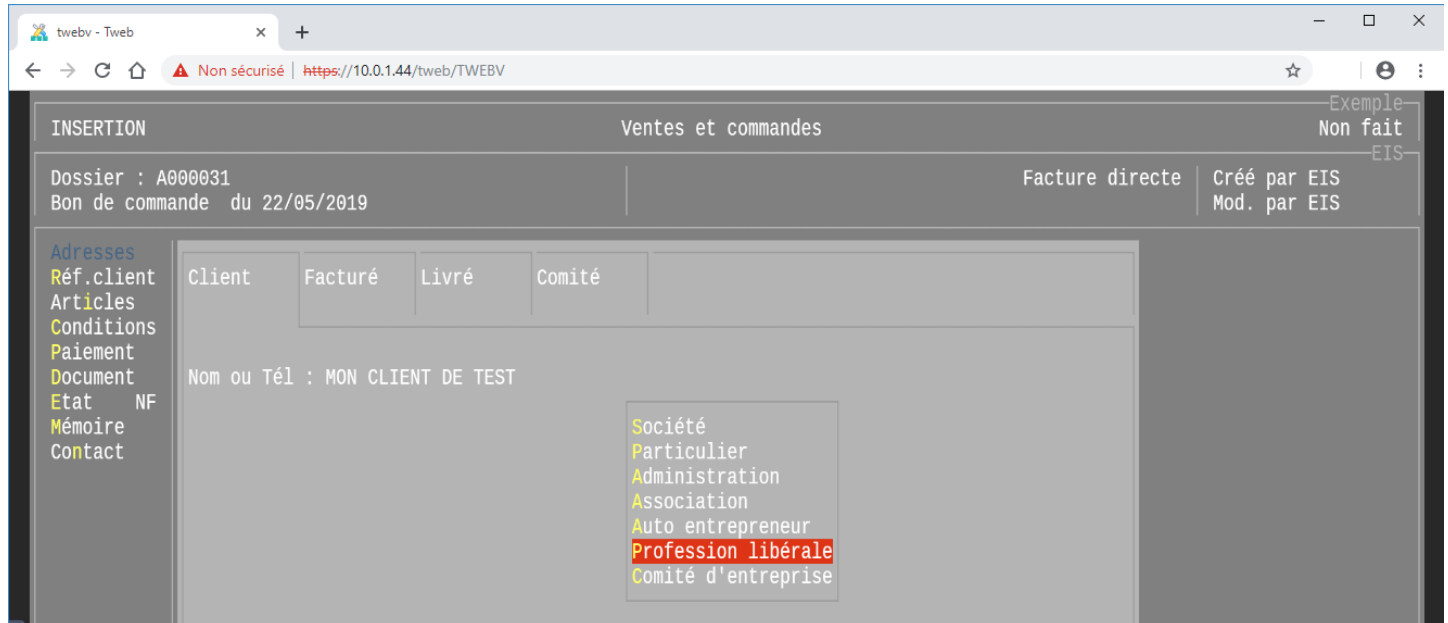 twebv - Tweb
Non sécurisé | https://10.0.1.44/tweb/TWEBV
Exemple
INSERTION Ventes et commandes Non fait
EIS
Dossier : A000031 Facture directe Créé par EIS
Bon de commande du 22/05/2019 Mod. par EIS
Adresses
Réf.client
Articles
Conditions
Paiement
Document
Etat NF
Mémoire
Contact
Client Facturé Livré Comité
Nom ou Tél : MON CLIENT DE TEST
Société
Particulier
Administration
Association
Auto entrepreneur
Profession libérale
Comité d'entreprise